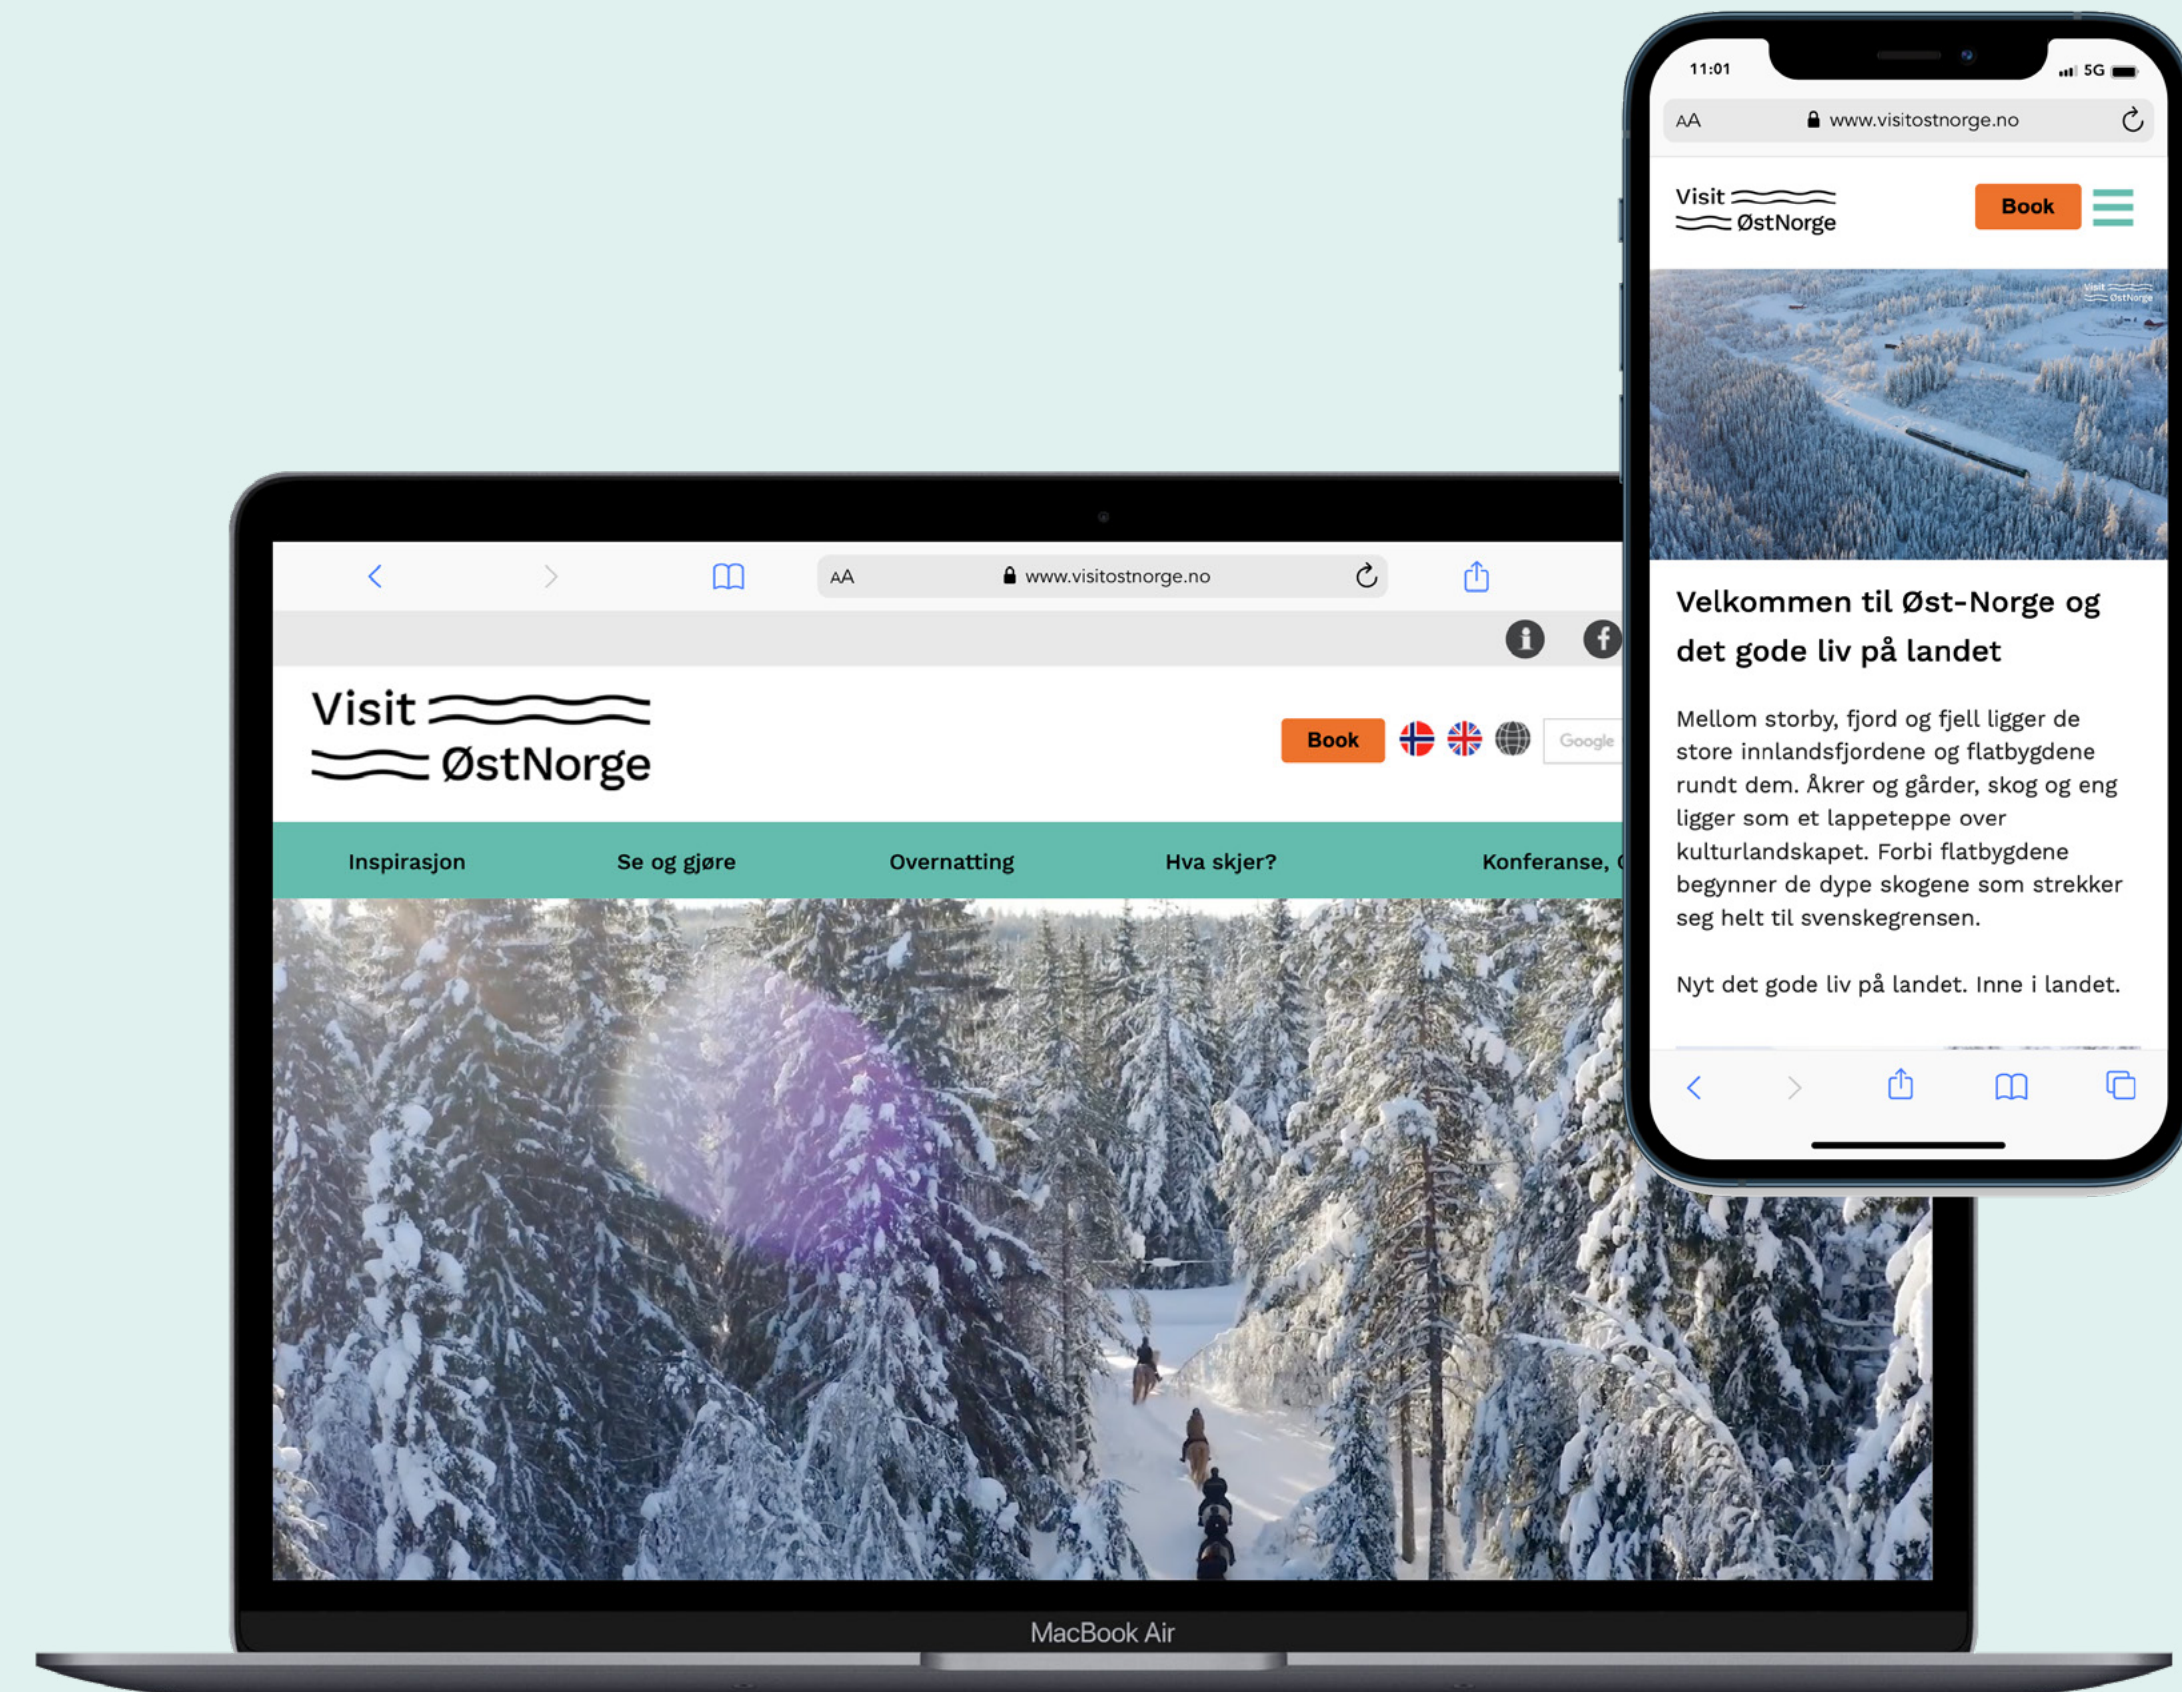 11:01
5G
AA www.visitostnorge.no
Visit
ØstNorge
Book
Visit
ØstNorge
Velkommen til Øst-Norge og
det gode liv på landet
Mellom storby, fjord og fjell ligger de
store innlandsfjordene og flatbygdene
rundt dem. Åkrer og gårder, skog og eng
ligger som et lappeteppe over
kulturlandskapet. Forbi flatbygdene
begynner de dype skogene som strekker
seg helt til svenskegrensen.
Nyt det gode liv på landet. Inne i landet.
AA www.visitostnorge.no
Visit
ØstNorge
Book
Google
Inspirasjon Se og gjøre Overnatting Hva skjer? Konferanse,
MacBook Air